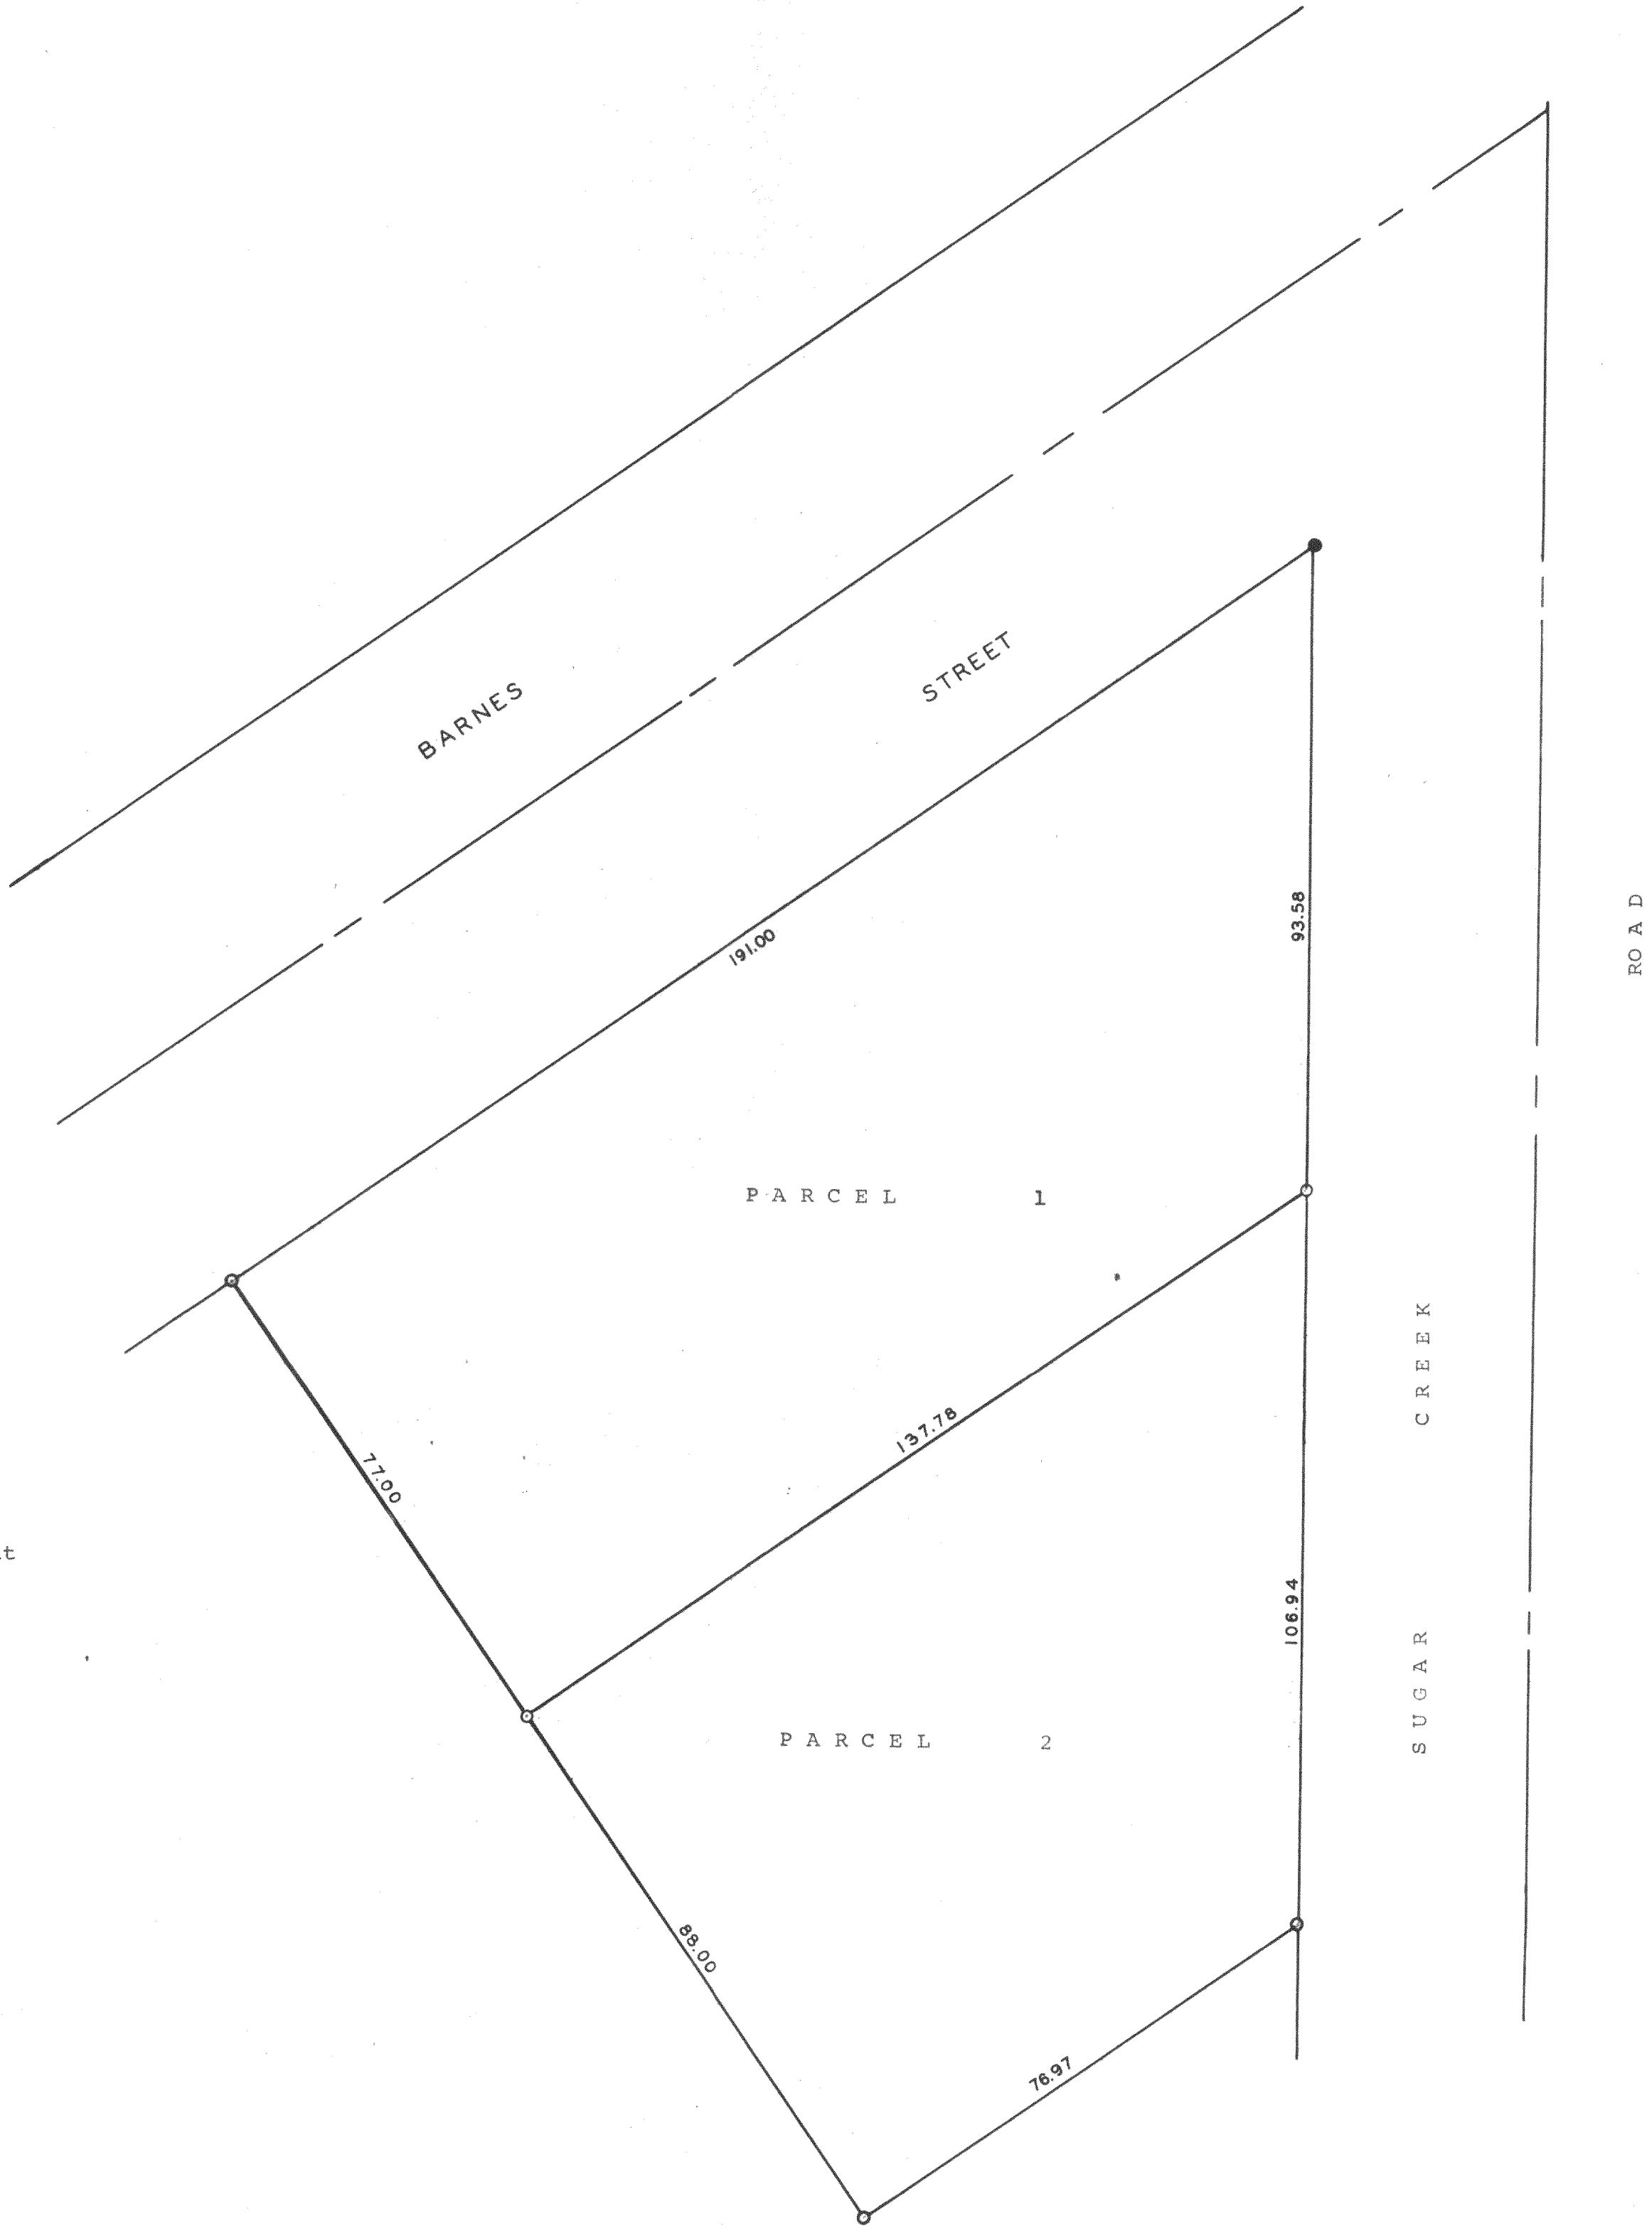 BARNES STREET
191.00
93.58
ROAD
PARCEL 1
CREEK
137.78
77.00
106.94
SUGAR
PARCEL 2
88.00
76.97